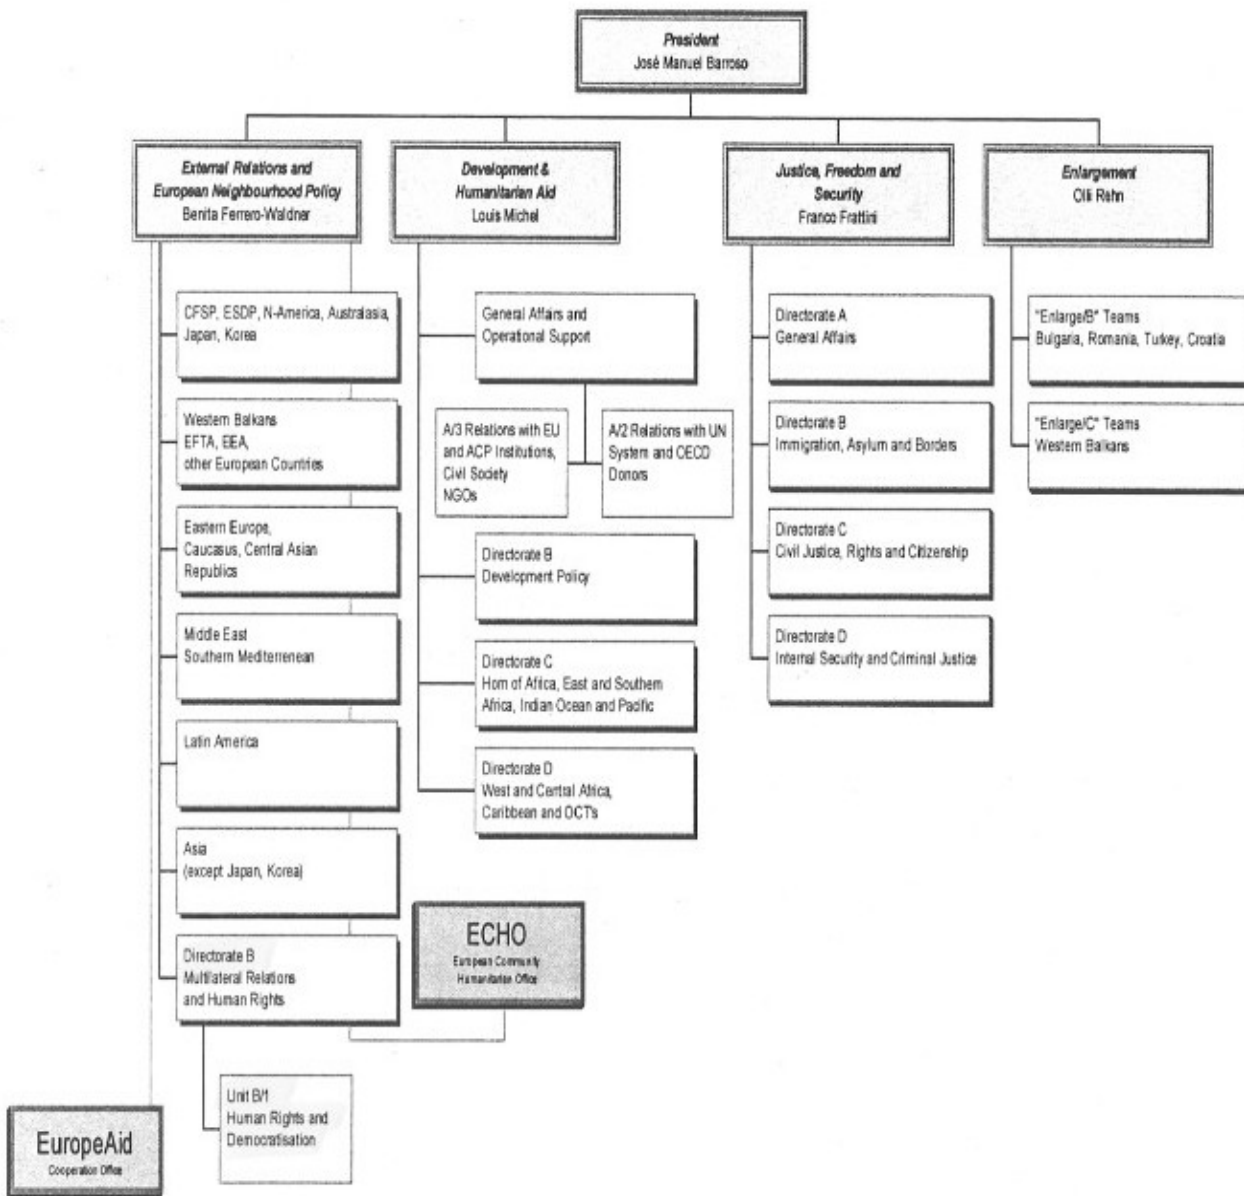 President
José Manuel Barroso
External Relations and
European Neighbourhood Policy
Benita Ferrero-Waldner
Development &
Humanitarian Aid
Louis Michel
Justice, Freedom and
Security
Franco Frattini
Enlargement
Olli Rehn
CFSP, ESDP, N-America, Australasia,
Japan, Korea
Western Balkans
EFTA, EEA,
other European Countries
Eastern Europe,
Caucasus, Central Asian
Republics
Middle East
Southern Mediterrenean
Latin America
Asia
(except Japan, Korea)
Directorate B
Multilateral Relations
and Human Rights
Unit B/1
Human Rights and
Democratisation
EuropeAid
Cooperation Office
General Affairs and
Operational Support
A/3 Relations with EU
and ACP Institutions,
Civil Society
NGOs
A/2 Relations with UN
System and OECD
Donors
Directorate B
Development Policy
Directorate C
Horn of Africa, East and Southern
Africa, Indian Ocean and Pacific
Directorate D
West and Central Africa,
Caribbean and OCT's
ECHO
European Community
Humanitarian Office
Directorate A
General Affairs
Directorate B
Immigration, Asylum and Borders
Directorate C
Civil Justice, Rights and Citizenship
Directorate D
Internal Security and Criminal Justice
"Enlarge/B" Teams
Bulgaria, Romania, Turkey, Croatia
"Enlarge/C" Teams
Western Balkans